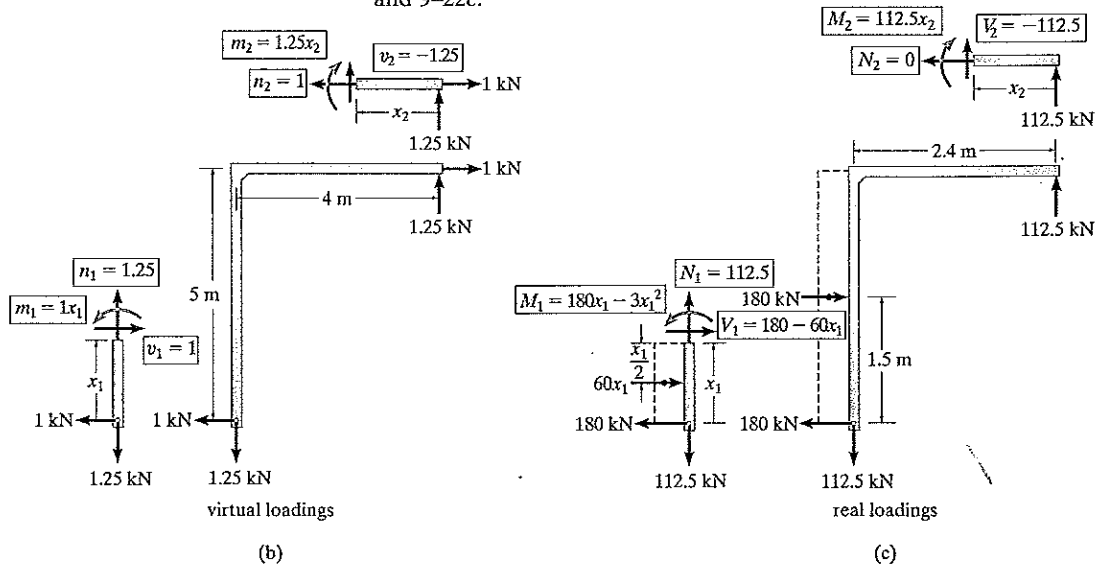 and 9–22c.
m₂ = 1.25x₂
v₂ = −1.25
n₂ = 1
1 kN
x₂
1.25 kN
1 kN
4 m
1.25 kN
n₁ = 1.25
5 m
m₁ = 1x₁
v₁ = 1
x₁
1 kN
1 kN
1.25 kN
1.25 kN
virtual loadings
(b)
M₂ = 112.5x₂
V₂ = −112.5
N₂ = 0
x₂
112.5 kN
2.4 m
112.5 kN
N₁ = 112.5
M₁ = 180x₁ − 3x₁²
180 kN
V₁ = 180 − 60x₁
x₁/2
1.5 m
60x₁
x₁
180 kN
180 kN
112.5 kN
112.5 kN
real loadings
(c)